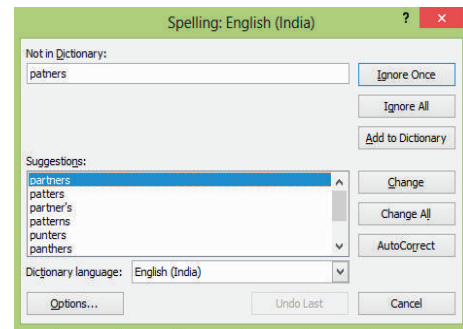 Spelling: English (India)
? ×
Not in Dictionary:
patners
Ignore Once
Ignore All
Add to Dictionary
Suggestions:
partners
patters
partner's
patterns
punters
panthers
Change
Change All
AutoCorrect
Dictionary language: English (India)
Options... Undo Last Cancel